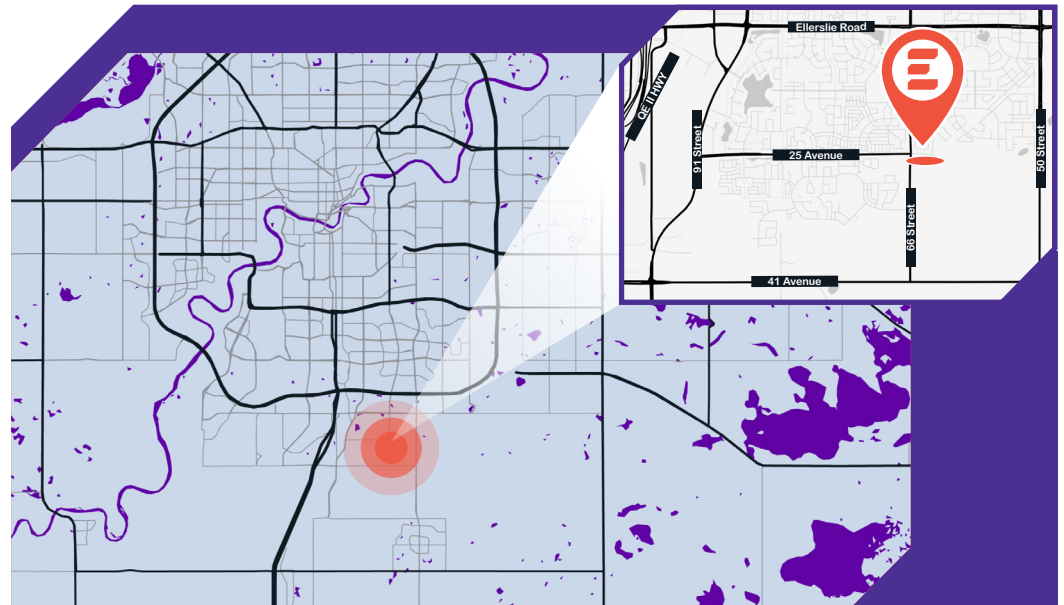 Ellerslie Road
QE II HWY
91 Street
25 Avenue
50 Street
66 Street
41 Avenue